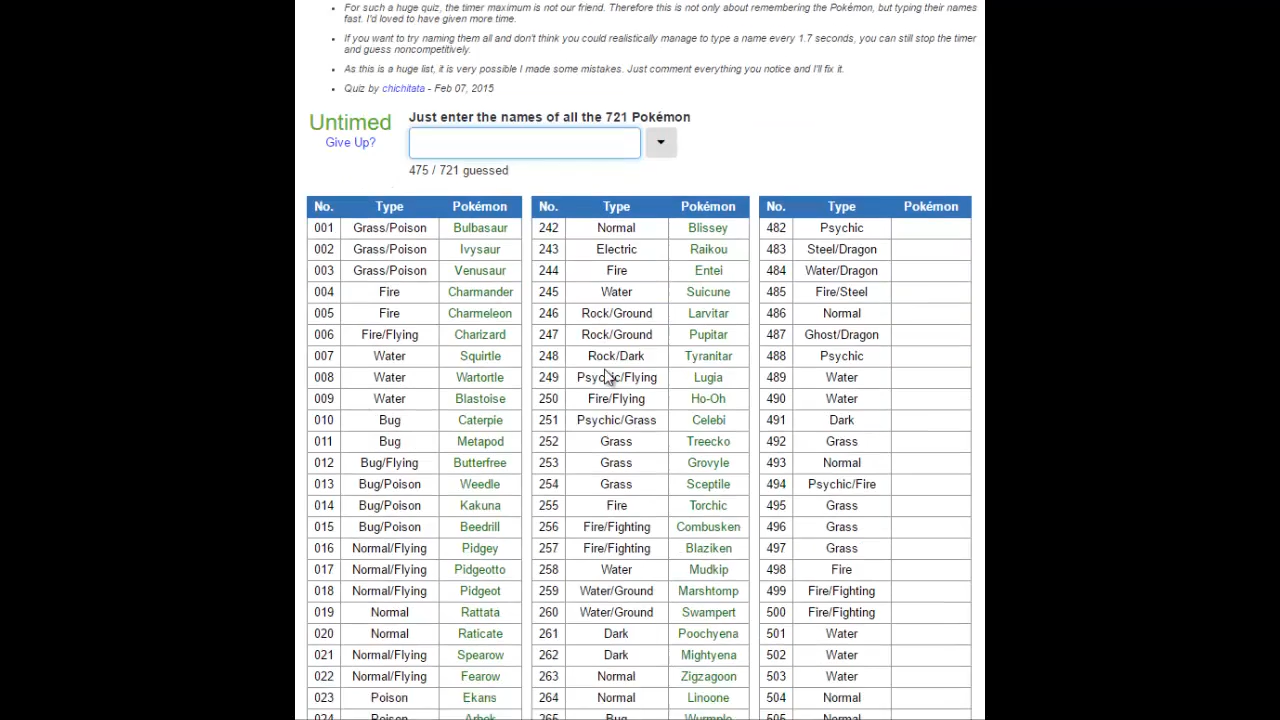 For such a huge quiz, the timer maximum is not our friend. Therefore this is not only about remembering the Pokémon, but typing their names
fast. I'd loved to have given more time.
If you want to try naming them all and don't think you could realistically manage to type a name every 1.7 seconds, you can still stop the timer
and guess noncompetitively.
As this is a huge list, it is very possible I made some mistakes. Just comment everything you notice and I'll fix it.
Quiz by chichitata - Feb 07, 2015
Untimed
Give Up?
Just enter the names of all the 721 Pokémon
475 / 721 guessed
No. Type Pokémon No. Type Pokémon No. Type Pokémon
001 Grass/Poison Bulbasaur 242 Normal Blissey 482 Psychic
002 Grass/Poison Ivysaur 243 Electric Raikou 483 Steel/Dragon
003 Grass/Poison Venusaur 244 Fire Entei 484 Water/Dragon
004 Fire Charmander 245 Water Suicune 485 Fire/Steel
005 Fire Charmeleon 246 Rock/Ground Larvitar 486 Normal
006 Fire/Flying Charizard 247 Rock/Ground Pupitar 487 Ghost/Dragon
007 Water Squirtle 248 Rock/Dark Tyranitar 488 Psychic
008 Water Wartortle 249 Psychic/Flying Lugia 489 Water
009 Water Blastoise 250 Fire/Flying Ho-Oh 490 Water
010 Bug Caterpie 251 Psychic/Grass Celebi 491 Dark
011 Bug Metapod 252 Grass Treecko 492 Grass
012 Bug/Flying Butterfree 253 Grass Grovyle 493 Normal
013 Bug/Poison Weedle 254 Grass Sceptile 494 Psychic/Fire
014 Bug/Poison Kakuna 255 Fire Torchic 495 Grass
015 Bug/Poison Beedrill 256 Fire/Fighting Combusken 496 Grass
016 Normal/Flying Pidgey 257 Fire/Fighting Blaziken 497 Grass
017 Normal/Flying Pidgeotto 258 Water Mudkip 498 Fire
018 Normal/Flying Pidgeot 259 Water/Ground Marshtomp 499 Fire/Fighting
019 Normal Rattata 260 Water/Ground Swampert 500 Fire/Fighting
020 Normal Raticate 261 Dark Poochyena 501 Water
021 Normal/Flying Spearow 262 Dark Mightyena 502 Water
022 Normal/Flying Fearow 263 Normal Zigzagoon 503 Water
023 Poison Ekans 264 Normal Linoone 504 Normal
024 Poison Arbok 265 Bug Wurmple 505 Normal